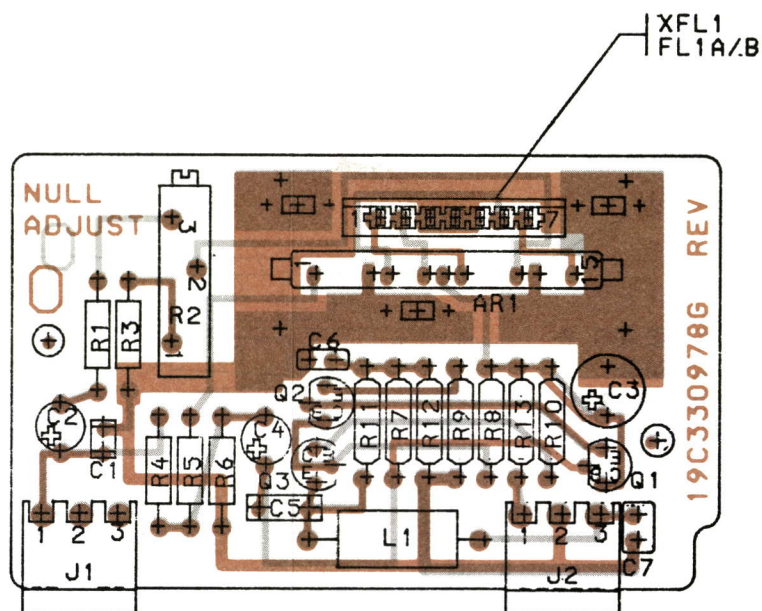 XFL1
FL1A/B
NULL
ADJUST
3
2
1
R2
1
7
1
15
AR1
19C330978G REV
R1
R3
C6
Q2
C3
C2
C1
R4
R5
R6
C4
Q3
C5
R11
R7
R12
R9
R8
R13
R10
Q1
1 2 3
J1
L1
1 2 3
J2
C7